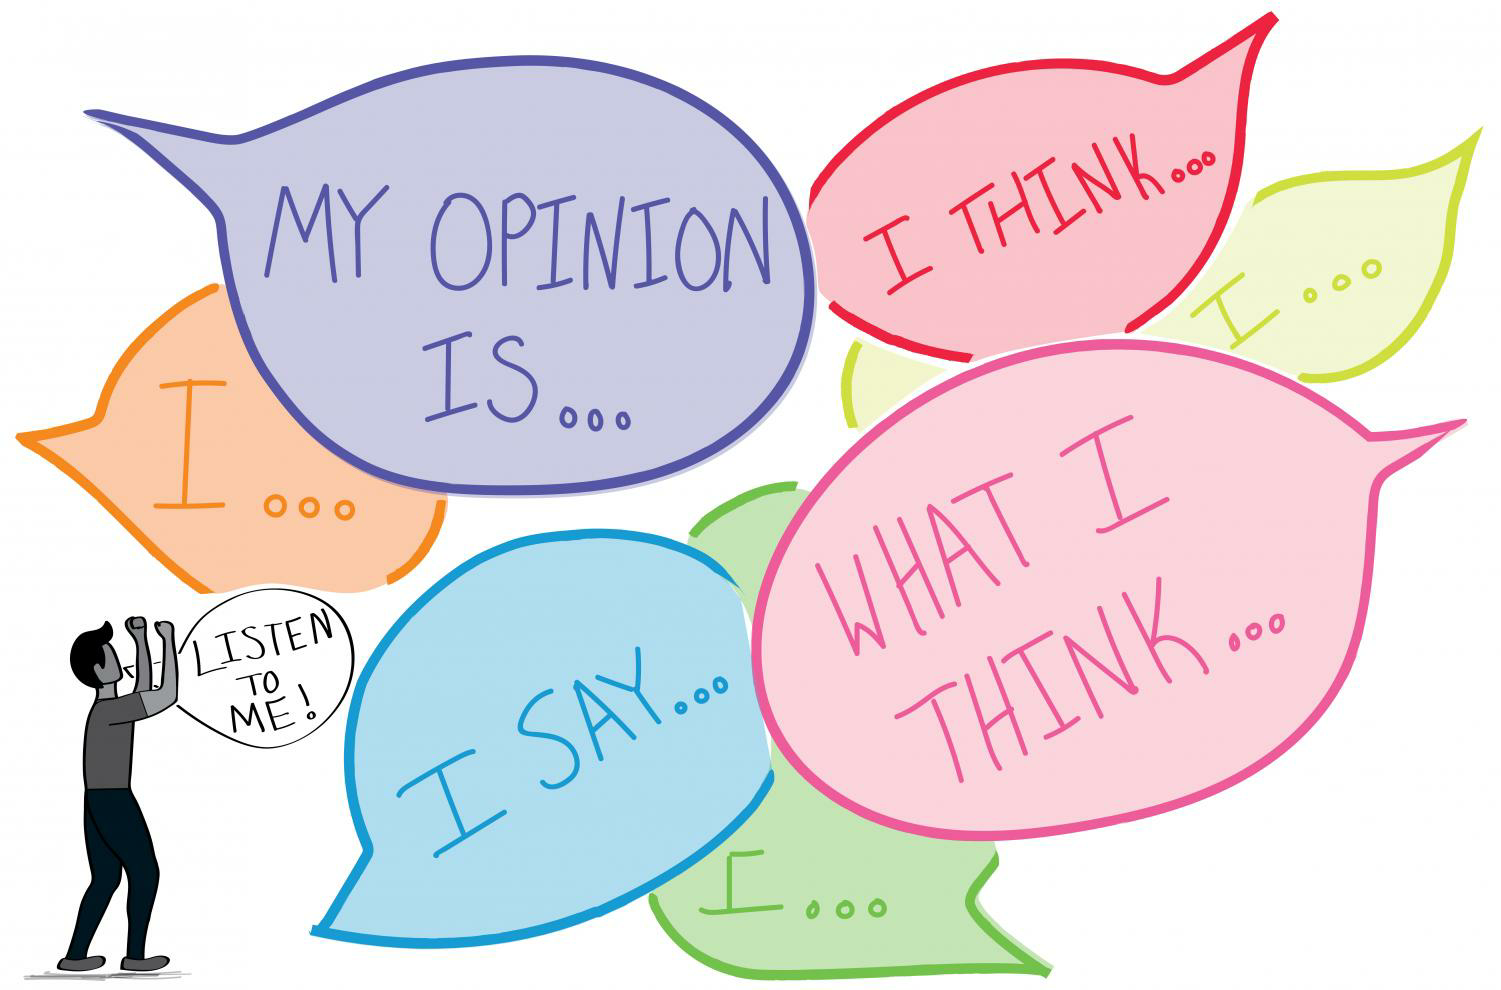 MY OPINION
IS...
I THINK...
I...
I...
WHAT I
THINK...
LISTEN
TO
ME!
I SAY...
I...